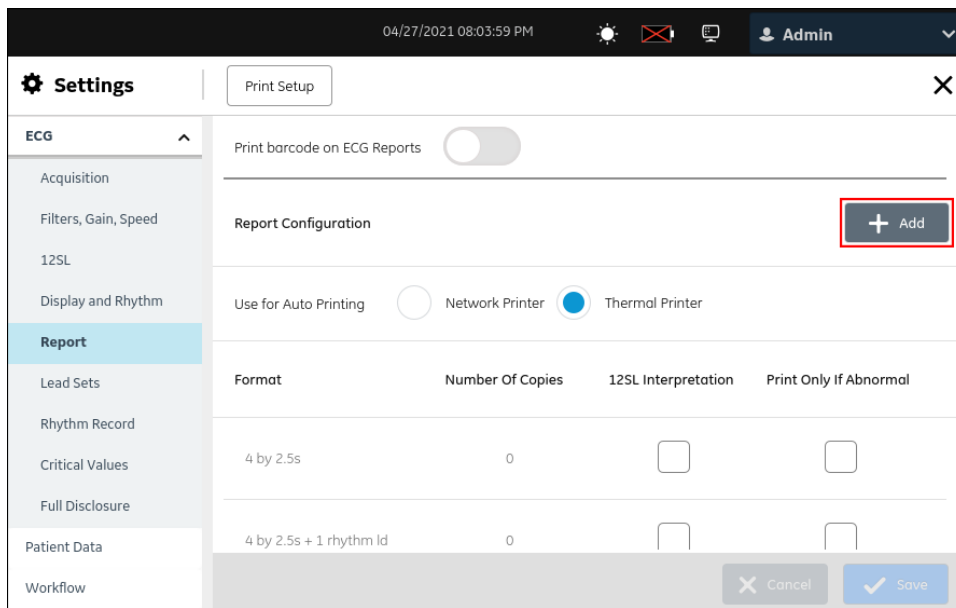 04/27/2021 08:03:59 PM
Admin
Settings
Print Setup
ECG
Print barcode on ECG Reports
Acquisition
Filters, Gain, Speed
Report Configuration
Add
12SL
Display and Rhythm
Use for Auto Printing
Network Printer
Thermal Printer
Report
Lead Sets
Format
Number Of Copies
12SL Interpretation
Print Only If Abnormal
Rhythm Record
Critical Values
4 by 2.5s
0
Full Disclosure
Patient Data
4 by 2.5s + 1 rhythm ld
0
Workflow
Cancel
Save